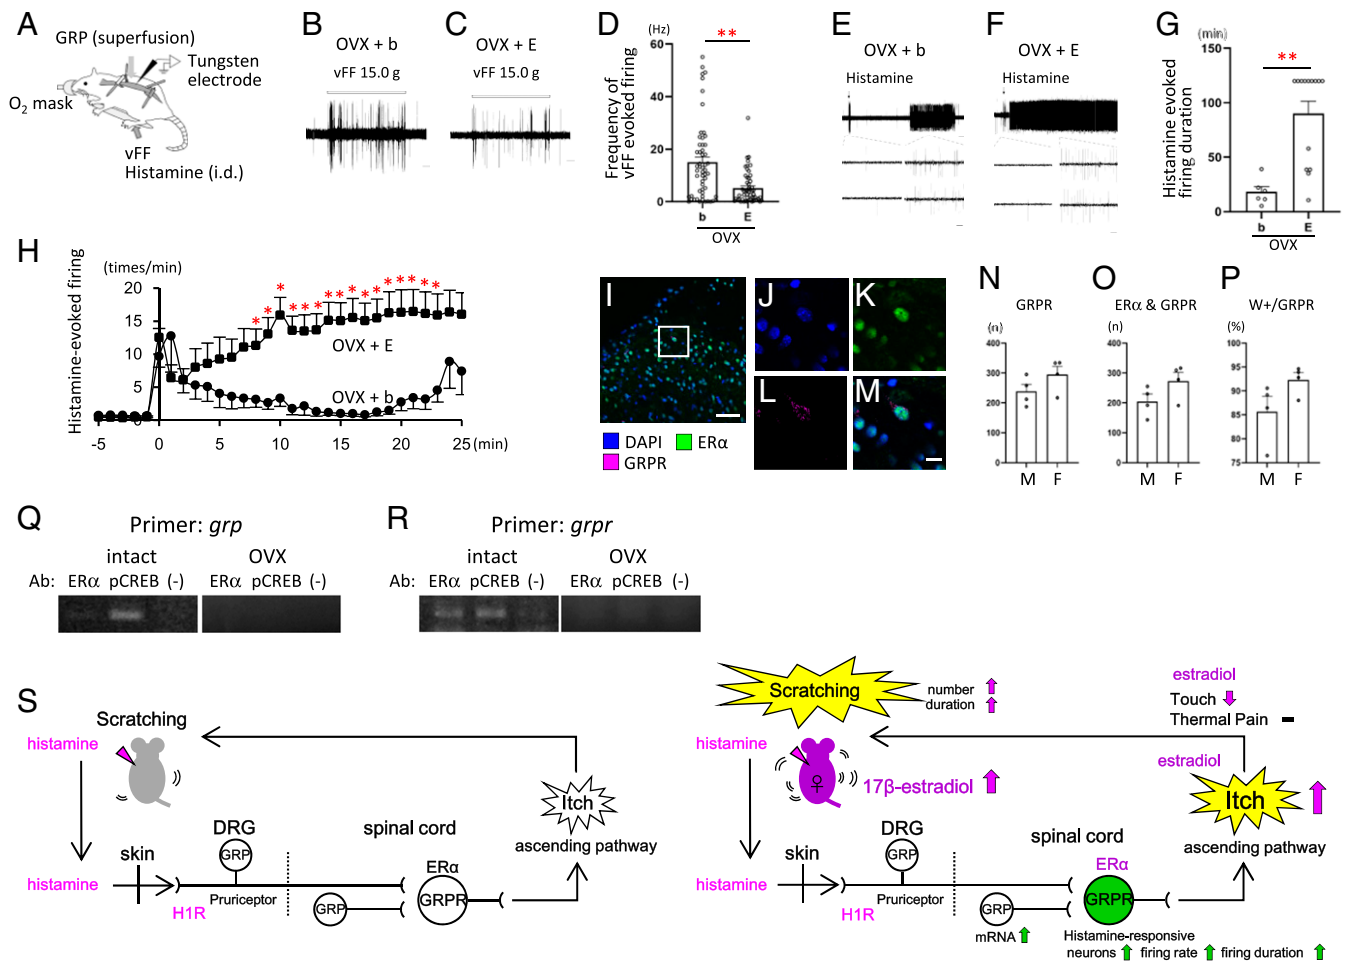 A
GRP (superfusion)
Tungsten
electrode
O2 mask
vFF
Histamine (i.d.)
B
OVX + b
vFF 15.0 g
C
OVX + E
vFF 15.0 g
D
(Hz)
**
Frequency of
vFF evoked firing
60
40
20
0
b
E
OVX
E
OVX + b
Histamine
F
OVX + E
Histamine
G
(min)
**
Histamine evoked
firing duration
150
100
50
0
b
E
OVX
H
(times/min)
Histamine-evoked firing
20
15
10
5
0
* * * * * * * * * * * * * * * *
OVX + E
OVX + b
-5 0 5 10 15 20 25 (min)
I
J
K
L
M
DAPI
ERα
GRPR
N
GRPR
(n)
400
300
200
100
0
M F
O
ERα & GRPR
(n)
400
300
200
100
0
M F
P
W+/GRPR
(%)
100
95
90
85
80
75
M F
Q
Primer: grp
intact OVX
Ab: ERα pCREB (-) ERα pCREB (-)
R
Primer: grpr
intact OVX
Ab: ERα pCREB (-) ERα pCREB (-)
S
Scratching
histamine
Itch
ascending pathway
DRG
spinal cord
skin
GRP
ERα
histamine
H1R
Pruriceptor
GRP
GRPR
Scratching
number
duration
estradiol
Touch
Thermal Pain
histamine
♀
17β-estradiol
estradiol
Itch
ascending pathway
DRG
spinal cord
skin
GRP
ERα
histamine
H1R
Pruriceptor
GRP
GRPR
mRNA
Histamine-responsive
neurons firing rate firing duration